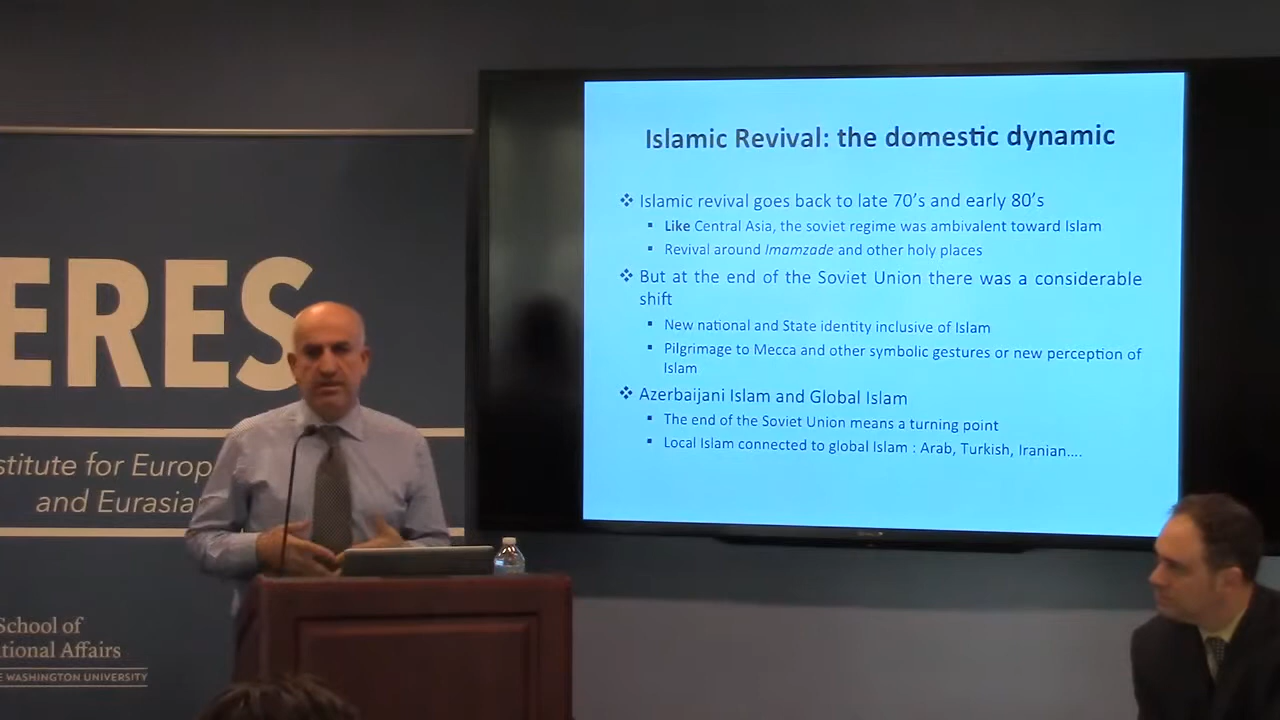 Islamic Revival: the domestic dynamic
❖ Islamic revival goes back to late 70's and early 80's
▪ Like Central Asia, the soviet regime was ambivalent toward Islam
▪ Revival around Imamzade and other holy places
❖ But at the end of the Soviet Union there was a considerable
shift
▪ New national and State identity inclusive of Islam
▪ Pilgrimage to Mecca and other symbolic gestures or new perception of
Islam
❖ Azerbaijani Islam and Global Islam
▪ The end of the Soviet Union means a turning point
▪ Local Islam connected to global Islam : Arab, Turkish, Iranian....
ERES
stitute for Europ
and Eurasia
School of
tional Affairs
WASHINGTON UNIVERSITY